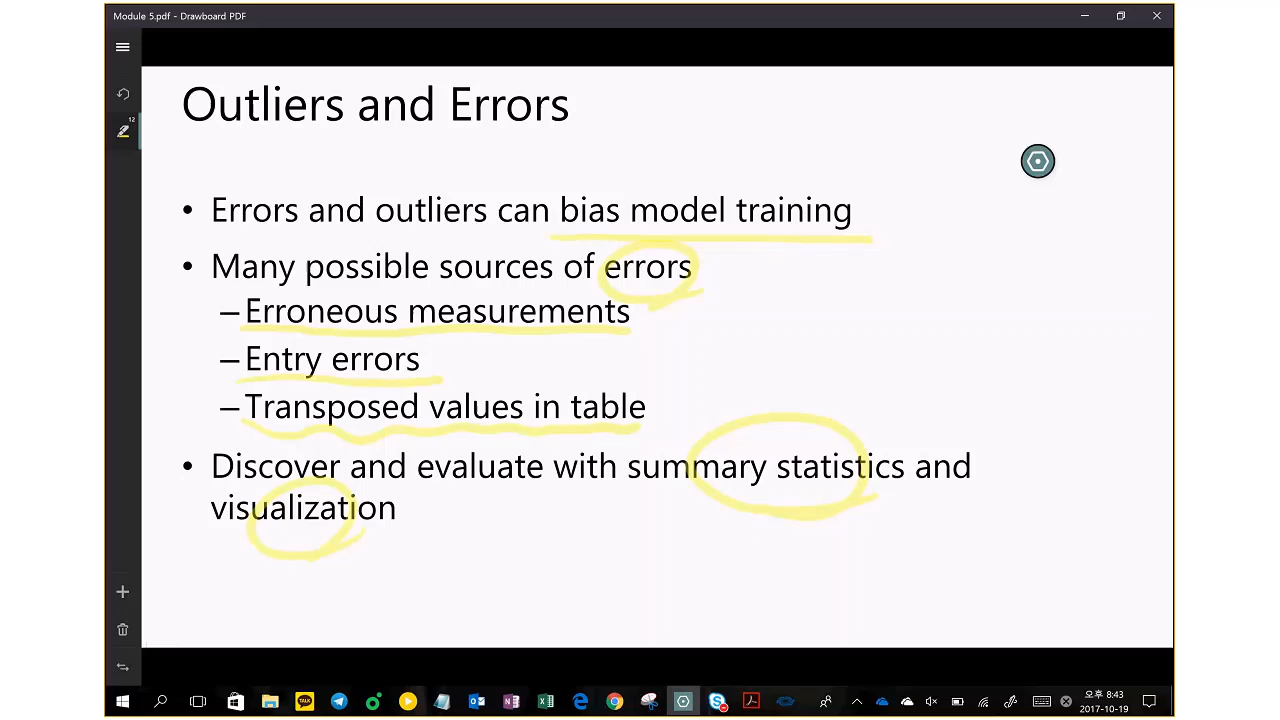 Module 5.pdf - Drawboard PDF
12
Outliers and Errors
• Errors and outliers can bias model training
• Many possible sources of errors
– Erroneous measurements
– Entry errors
– Transposed values in table
• Discover and evaluate with summary statistics and
visualization
TALK
오후 8:43
2017-10-19